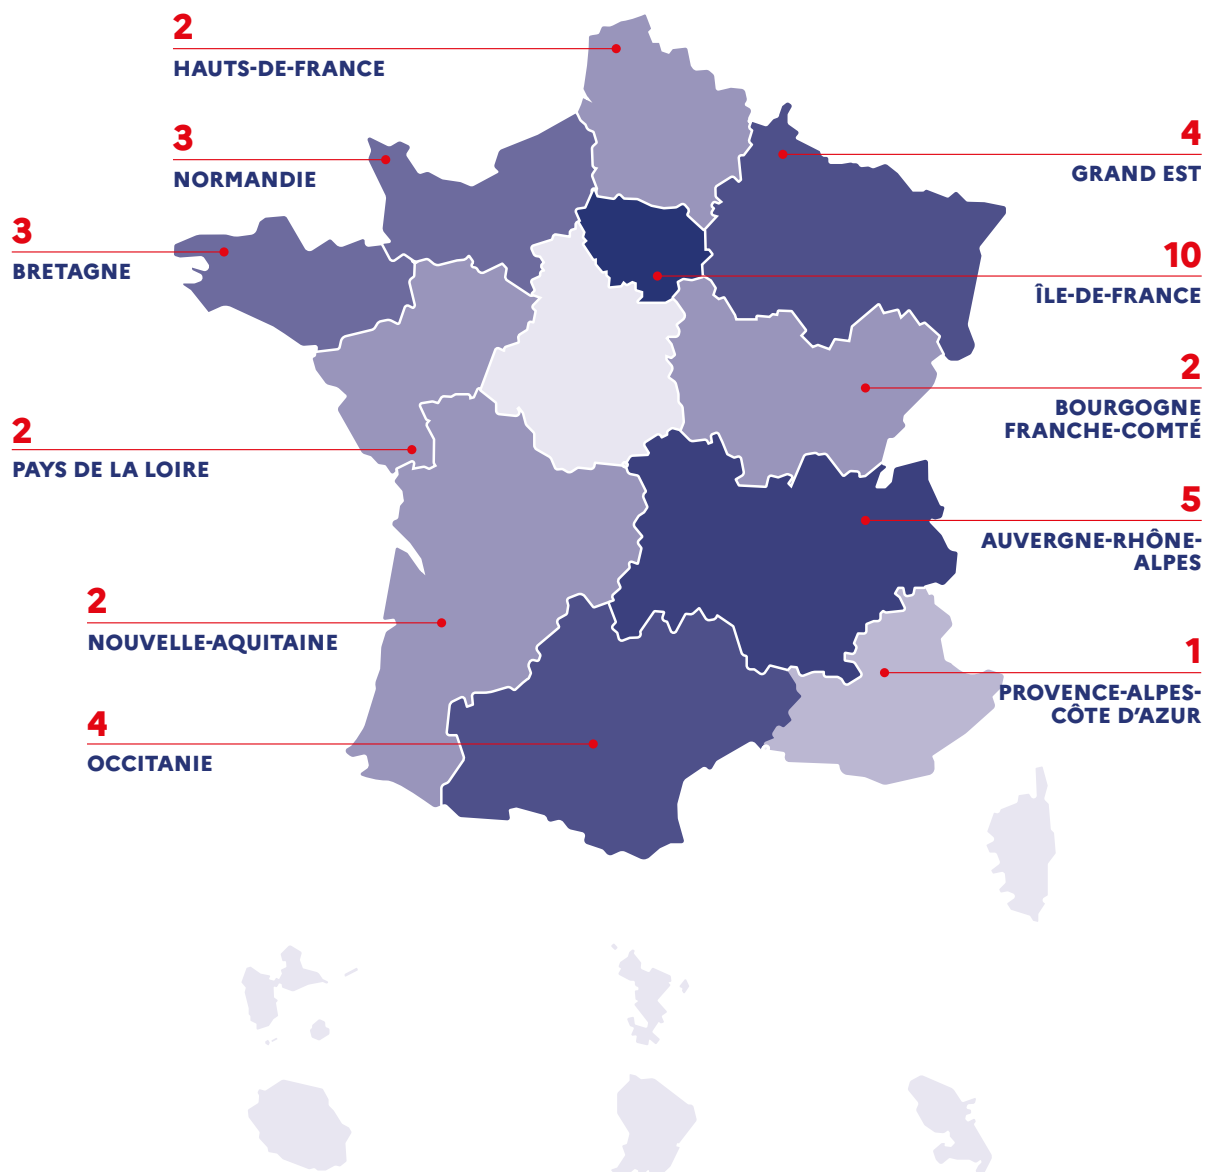 2
HAUTS-DE-FRANCE
3
NORMANDIE
4
GRAND EST
3
BRETAGNE
10
ÎLE-DE-FRANCE
2
BOURGOGNE
FRANCHE-COMTÉ
2
PAYS DE LA LOIRE
5
AUVERGNE-RHÔNE-
ALPES
2
NOUVELLE-AQUITAINE
1
PROVENCE-ALPES-
CÔTE D’AZUR
4
OCCITANIE